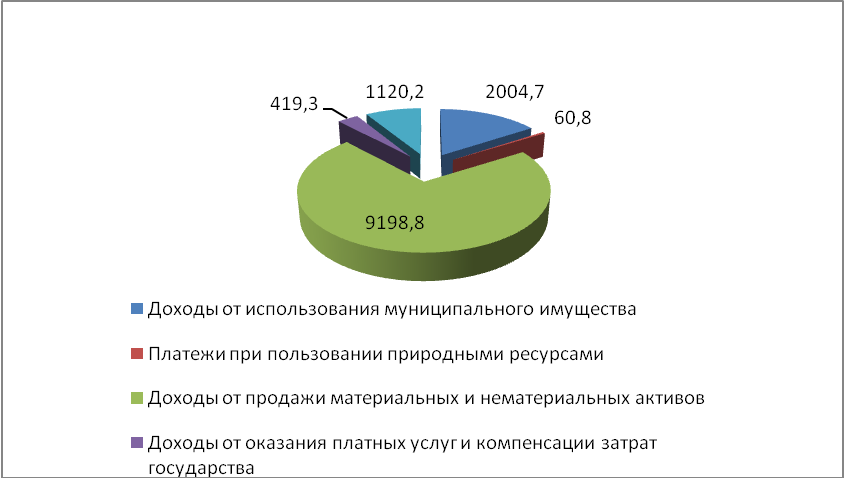 1120,2
2004,7
419,3
60,8
9198,8
Доходы от использования муниципального имущества
Платежи при пользовании природными ресурсами
Доходы от продажи материальных и нематериальных активов
Доходы от оказания платных услуг и компенсации затрат
государства